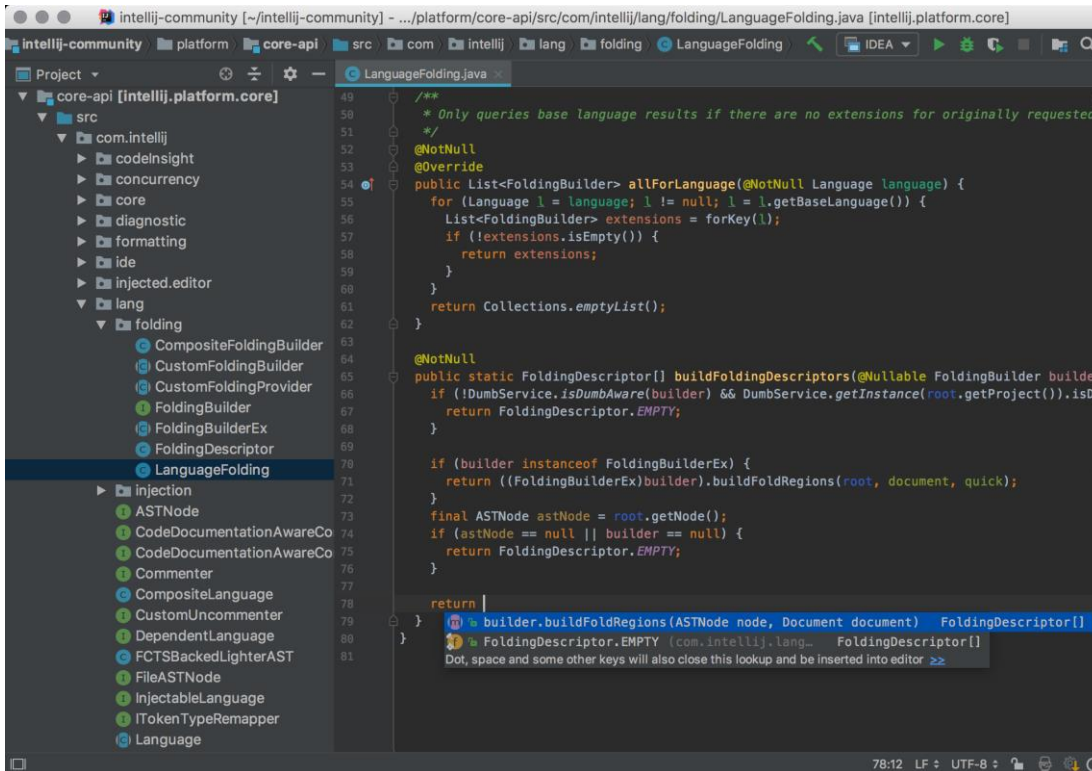 intellij-community [~/intellij-community] - .../platform/core-api/src/com/intellij/lang/folding/LanguageFolding.java [intellij.platform.core]
intellij-community platform core-api src com intellij lang folding LanguageFolding IDEA
Project
LanguageFolding.java
core-api [intellij.platform.core]
src
com.intellij
codeInsight
concurrency
core
diagnostic
formatting
ide
injected.editor
lang
folding
CompositeFoldingBuilder
CustomFoldingBuilder
CustomFoldingProvider
FoldingBuilder
FoldingBuilderEx
FoldingDescriptor
LanguageFolding
injection
ASTNode
CodeDocumentationAwareCo
CodeDocumentationAwareCo
Commenter
CompositeLanguage
CustomUncommenter
DependentLanguage
FCTSBackedLighterAST
FileASTNode
InjectableLanguage
ITokenTypeRemapper
Language
49 /**
50 * Only queries base language results if there are no extensions for originally requested
51 */
52 @NotNull
53 @Override
54 public List<FoldingBuilder> allForLanguage(@NotNull Language language) {
55 for (Language l = language; l != null; l = l.getBaseLanguage()) {
56 List<FoldingBuilder> extensions = forKey(l);
57 if (!extensions.isEmpty()) {
58 return extensions;
59 }
60 }
61 return Collections.emptyList();
62 }
63
64 @NotNull
65 public static FoldingDescriptor[] buildFoldingDescriptors(@Nullable FoldingBuilder builde
66 if (!DumbService.isDumbAware(builder) && DumbService.getInstance(root.getProject()).isD
67 return FoldingDescriptor.EMPTY;
68 }
69
70 if (builder instanceof FoldingBuilderEx) {
71 return ((FoldingBuilderEx)builder).buildFoldRegions(root, document, quick);
72 }
73 final ASTNode astNode = root.getNode();
74 if (astNode == null || builder == null) {
75 return FoldingDescriptor.EMPTY;
76 }
77
78 return
79 }
80 }
81
builder.buildFoldRegions(ASTNode node, Document document) FoldingDescriptor[]
FoldingDescriptor.EMPTY (com.intellij.lang… FoldingDescriptor[]
Dot, space and some other keys will also close this lookup and be inserted into editor >>
78:12 LF UTF-8